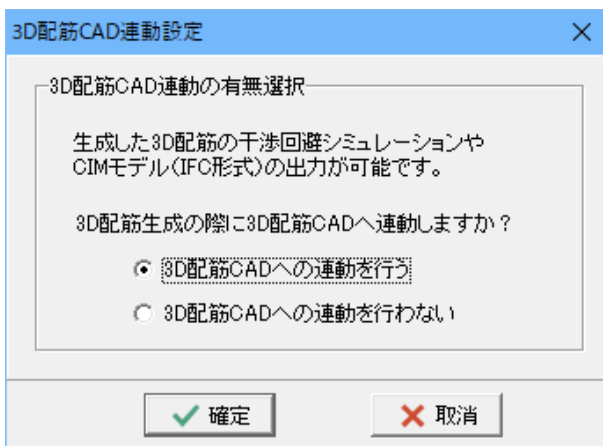 3D配筋CAD連動設定
3D配筋CAD連動の有無選択
生成した3D配筋の干渉回避シミュレーションや
CIMモデル(IFC形式)の出力が可能です。
3D配筋生成の際に3D配筋CADへ連動しますか？
3D配筋CADへの連動を行う
3D配筋CADへの連動を行わない
確定
取消